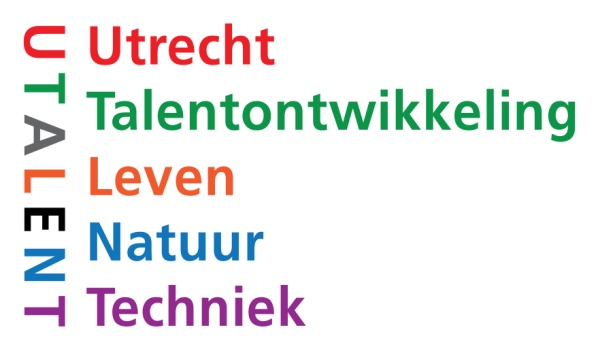 UTALENT
Utrecht
Talentontwikkeling
Leven
Natuur
Techniek